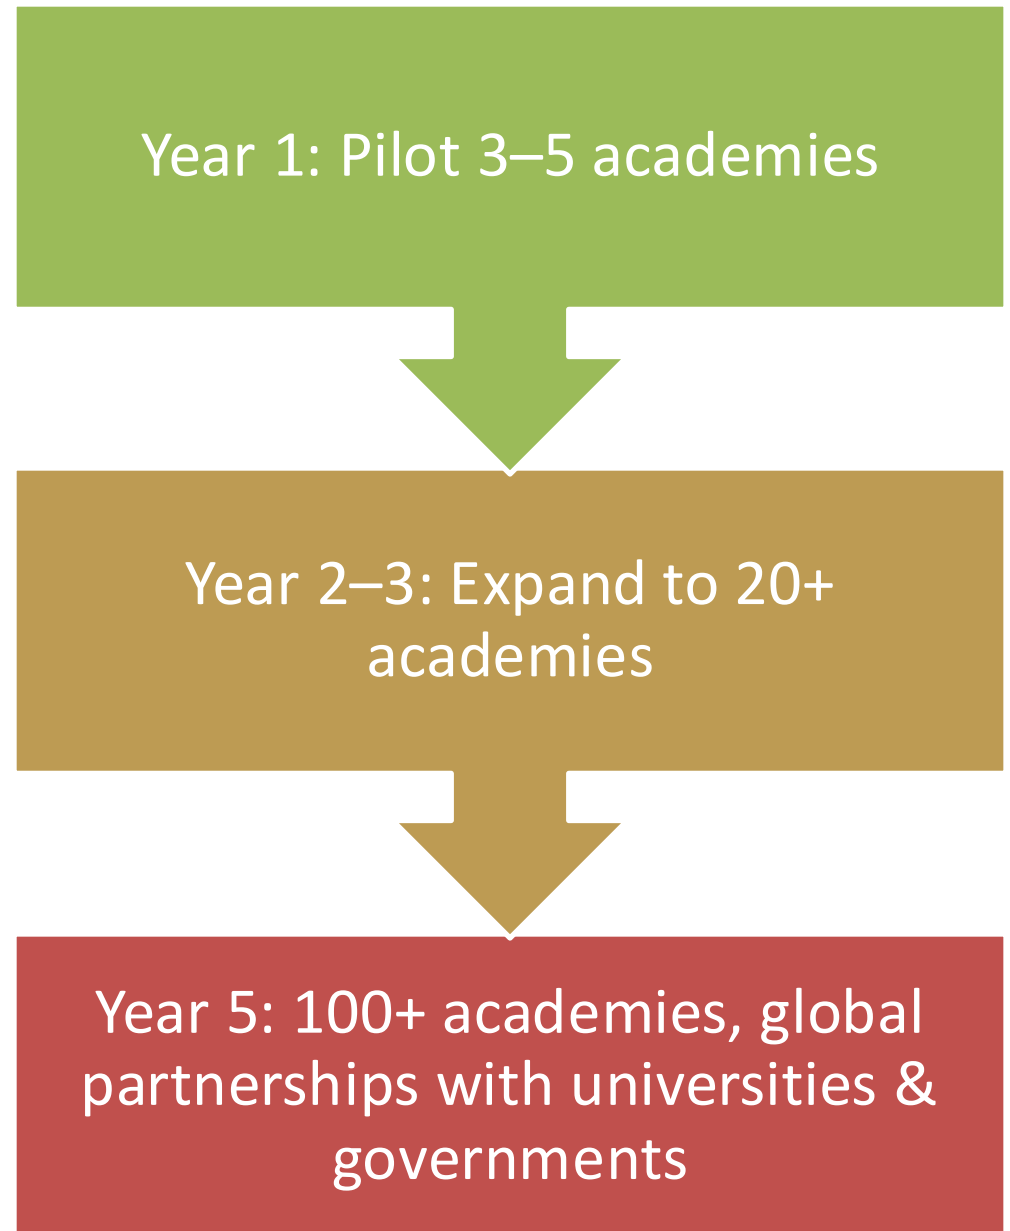 Year 1: Pilot 3–5 academies
Year 2–3: Expand to 20+
academies
Year 5: 100+ academies, global
partnerships with universities &
governments